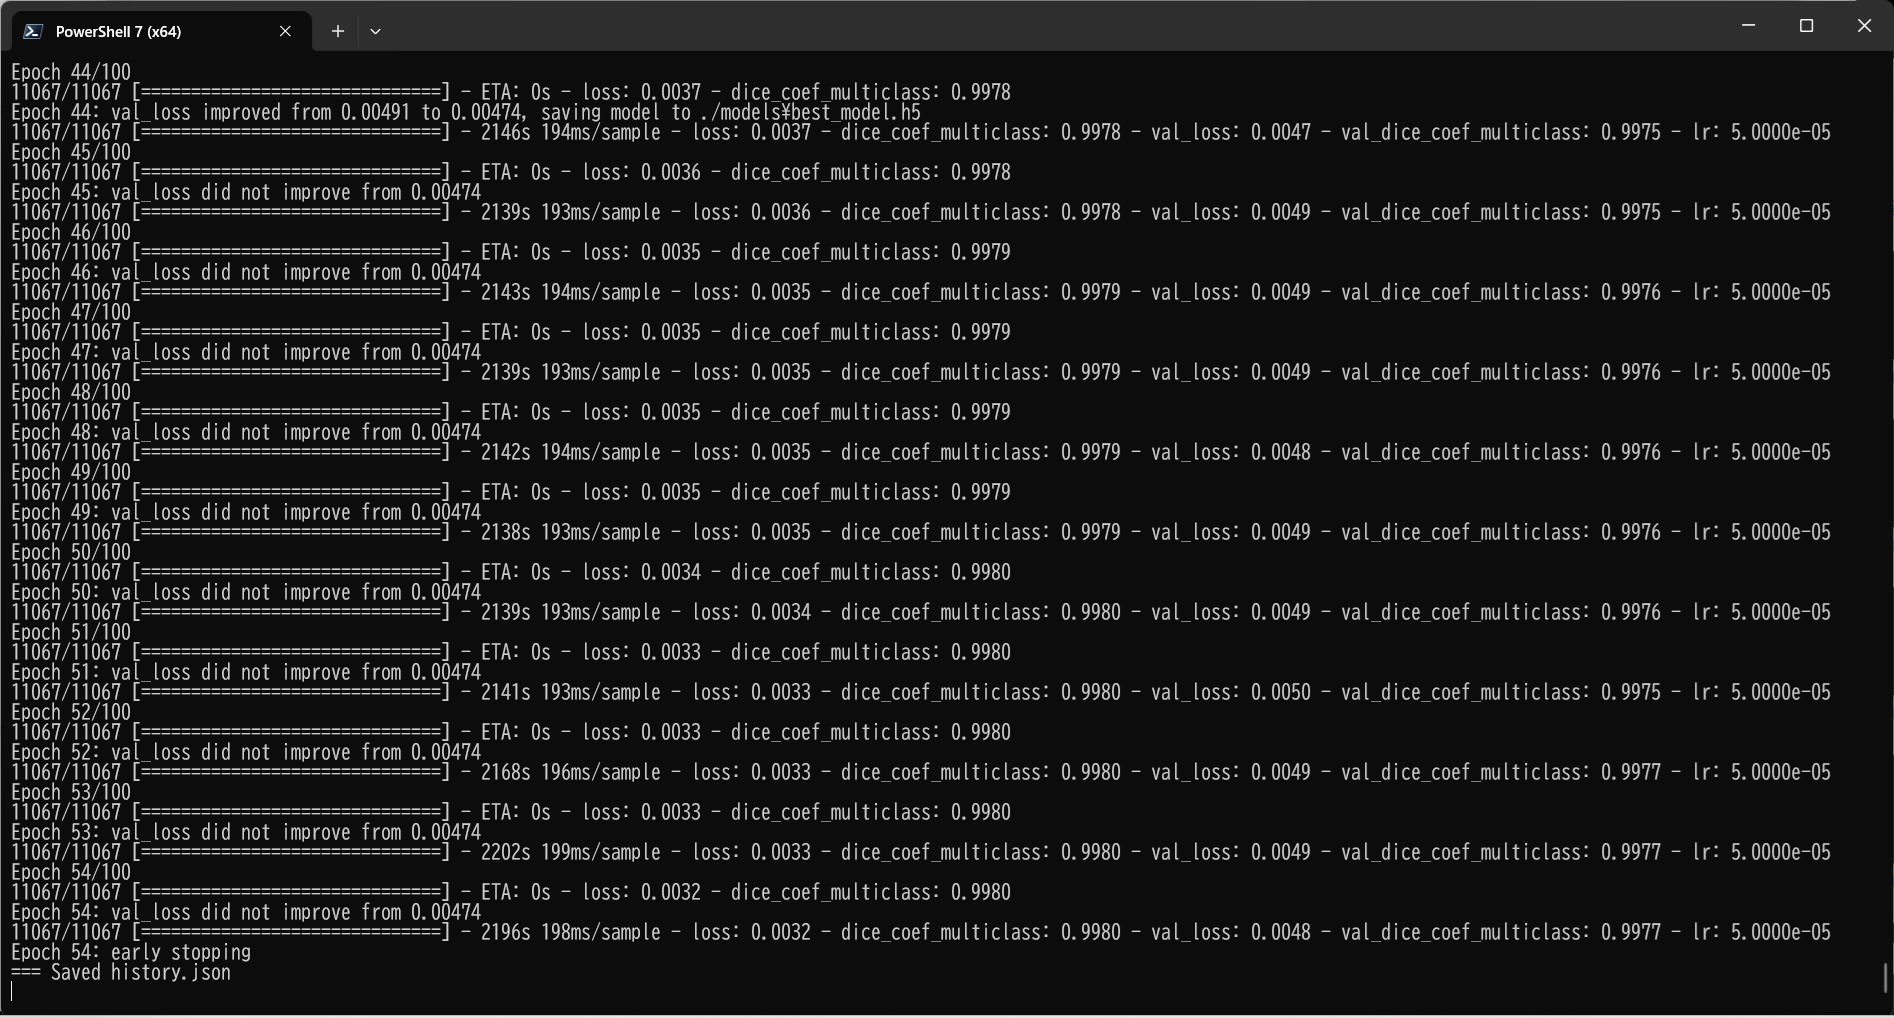 PowerShell 7 (x64)
Epoch 44/100
11067/11067 [==============================] - ETA: 0s - loss: 0.0037 - dice_coef_multiclass: 0.9978
Epoch 44: val_loss improved from 0.00491 to 0.00474, saving model to ./models¥best_model.h5
11067/11067 [==============================] - 2146s 194ms/sample - loss: 0.0037 - dice_coef_multiclass: 0.9978 - val_loss: 0.0047 - val_dice_coef_multiclass: 0.9975 - lr: 5.0000e-05
Epoch 45/100
11067/11067 [==============================] - ETA: 0s - loss: 0.0036 - dice_coef_multiclass: 0.9978
Epoch 45: val_loss did not improve from 0.00474
11067/11067 [==============================] - 2139s 193ms/sample - loss: 0.0036 - dice_coef_multiclass: 0.9978 - val_loss: 0.0049 - val_dice_coef_multiclass: 0.9975 - lr: 5.0000e-05
Epoch 46/100
11067/11067 [==============================] - ETA: 0s - loss: 0.0035 - dice_coef_multiclass: 0.9979
Epoch 46: val_loss did not improve from 0.00474
11067/11067 [==============================] - 2143s 194ms/sample - loss: 0.0035 - dice_coef_multiclass: 0.9979 - val_loss: 0.0049 - val_dice_coef_multiclass: 0.9976 - lr: 5.0000e-05
Epoch 47/100
11067/11067 [==============================] - ETA: 0s - loss: 0.0035 - dice_coef_multiclass: 0.9979
Epoch 47: val_loss did not improve from 0.00474
11067/11067 [==============================] - 2139s 193ms/sample - loss: 0.0035 - dice_coef_multiclass: 0.9979 - val_loss: 0.0049 - val_dice_coef_multiclass: 0.9976 - lr: 5.0000e-05
Epoch 48/100
11067/11067 [==============================] - ETA: 0s - loss: 0.0035 - dice_coef_multiclass: 0.9979
Epoch 48: val_loss did not improve from 0.00474
11067/11067 [==============================] - 2142s 194ms/sample - loss: 0.0035 - dice_coef_multiclass: 0.9979 - val_loss: 0.0048 - val_dice_coef_multiclass: 0.9976 - lr: 5.0000e-05
Epoch 49/100
11067/11067 [==============================] - ETA: 0s - loss: 0.0035 - dice_coef_multiclass: 0.9979
Epoch 49: val_loss did not improve from 0.00474
11067/11067 [==============================] - 2138s 193ms/sample - loss: 0.0035 - dice_coef_multiclass: 0.9979 - val_loss: 0.0049 - val_dice_coef_multiclass: 0.9976 - lr: 5.0000e-05
Epoch 50/100
11067/11067 [==============================] - ETA: 0s - loss: 0.0034 - dice_coef_multiclass: 0.9980
Epoch 50: val_loss did not improve from 0.00474
11067/11067 [==============================] - 2139s 193ms/sample - loss: 0.0034 - dice_coef_multiclass: 0.9980 - val_loss: 0.0049 - val_dice_coef_multiclass: 0.9976 - lr: 5.0000e-05
Epoch 51/100
11067/11067 [==============================] - ETA: 0s - loss: 0.0033 - dice_coef_multiclass: 0.9980
Epoch 51: val_loss did not improve from 0.00474
11067/11067 [==============================] - 2141s 193ms/sample - loss: 0.0033 - dice_coef_multiclass: 0.9980 - val_loss: 0.0050 - val_dice_coef_multiclass: 0.9975 - lr: 5.0000e-05
Epoch 52/100
11067/11067 [==============================] - ETA: 0s - loss: 0.0033 - dice_coef_multiclass: 0.9980
Epoch 52: val_loss did not improve from 0.00474
11067/11067 [==============================] - 2168s 196ms/sample - loss: 0.0033 - dice_coef_multiclass: 0.9980 - val_loss: 0.0049 - val_dice_coef_multiclass: 0.9977 - lr: 5.0000e-05
Epoch 53/100
11067/11067 [==============================] - ETA: 0s - loss: 0.0033 - dice_coef_multiclass: 0.9980
Epoch 53: val_loss did not improve from 0.00474
11067/11067 [==============================] - 2202s 199ms/sample - loss: 0.0033 - dice_coef_multiclass: 0.9980 - val_loss: 0.0049 - val_dice_coef_multiclass: 0.9977 - lr: 5.0000e-05
Epoch 54/100
11067/11067 [==============================] - ETA: 0s - loss: 0.0032 - dice_coef_multiclass: 0.9980
Epoch 54: val_loss did not improve from 0.00474
11067/11067 [==============================] - 2196s 198ms/sample - loss: 0.0032 - dice_coef_multiclass: 0.9980 - val_loss: 0.0048 - val_dice_coef_multiclass: 0.9977 - lr: 5.0000e-05
Epoch 54: early stopping
=== Saved history.json